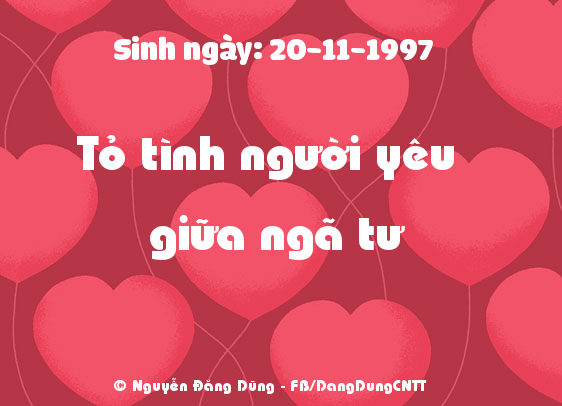 Sinh ngày: 20-11-1997
Tỏ tình người yêu
giữa ngã tư
© Nguyễn Đăng Dũng - FB/DangDungCNTT